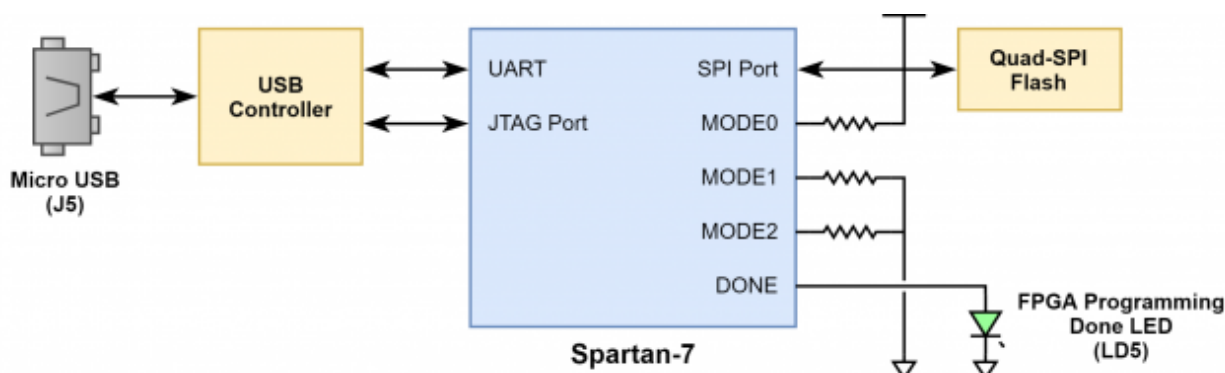 Micro USB
(J5)
USB
Controller
UART
JTAG Port
SPI Port
MODE0
MODE1
MODE2
DONE
Spartan-7
Quad-SPI
Flash
FPGA Programming
Done LED
(LD5)